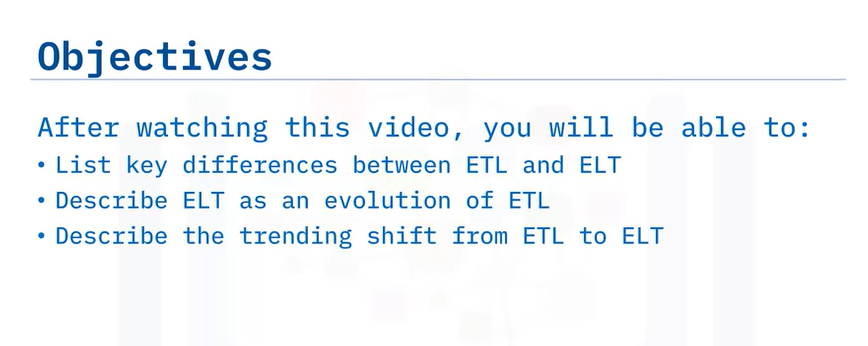 Objectives
After watching this video, you will be able to:
• List key differences between ETL and ELT
• Describe ELT as an evolution of ETL
• Describe the trending shift from ETL to ELT